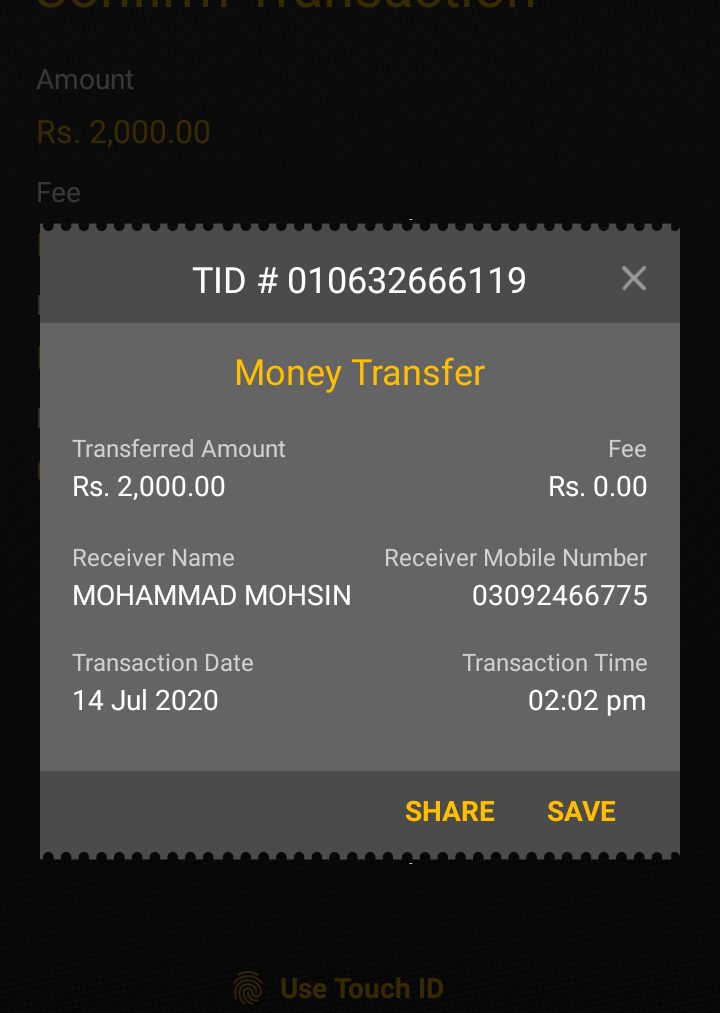 Confirm Transaction
Amount
Rs. 2,000.00
Fee
TID # 010632666119
Money Transfer
Transferred Amount Fee
Rs. 2,000.00 Rs. 0.00
Receiver Name Receiver Mobile Number
MOHAMMAD MOHSIN 03092466775
Transaction Date Transaction Time
14 Jul 2020 02:02 pm
SHARE SAVE
Use Touch ID